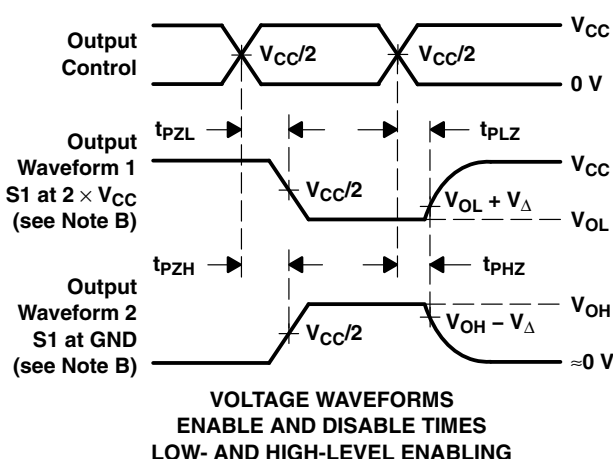 Output
Control
V_CC/2
V_CC/2
V_CC
0 V
Output
Waveform 1
S1 at 2 × V_CC
(see Note B)
t_PZL
t_PLZ
V_CC/2
V_CC
V_OL + V_Δ
V_OL
Output
Waveform 2
S1 at GND
(see Note B)
t_PZH
t_PHZ
V_CC/2
V_OH
V_OH − V_Δ
≈0 V
VOLTAGE WAVEFORMS
ENABLE AND DISABLE TIMES
LOW- AND HIGH-LEVEL ENABLING